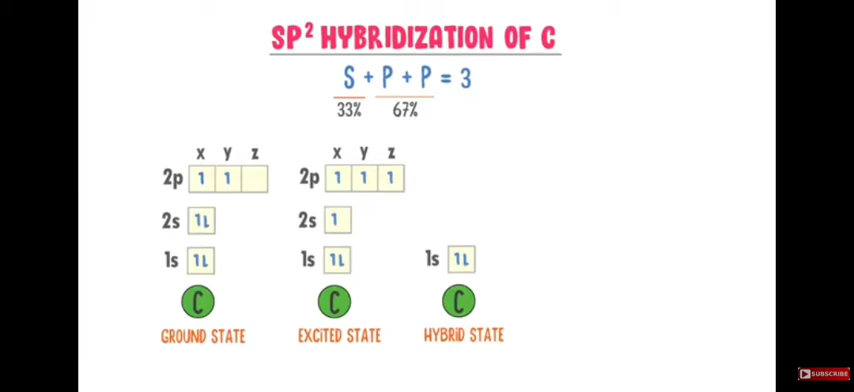 SP² HYBRIDIZATION OF C
S + P + P = 3
33% 67%
x y z x y z
2p 1 1 2p 1 1 1
2s 1L 2s 1
1s 1L 1s 1L 1s 1L
C C C
GROUND STATE EXCITED STATE HYBRID STATE
SUBSCRIBE